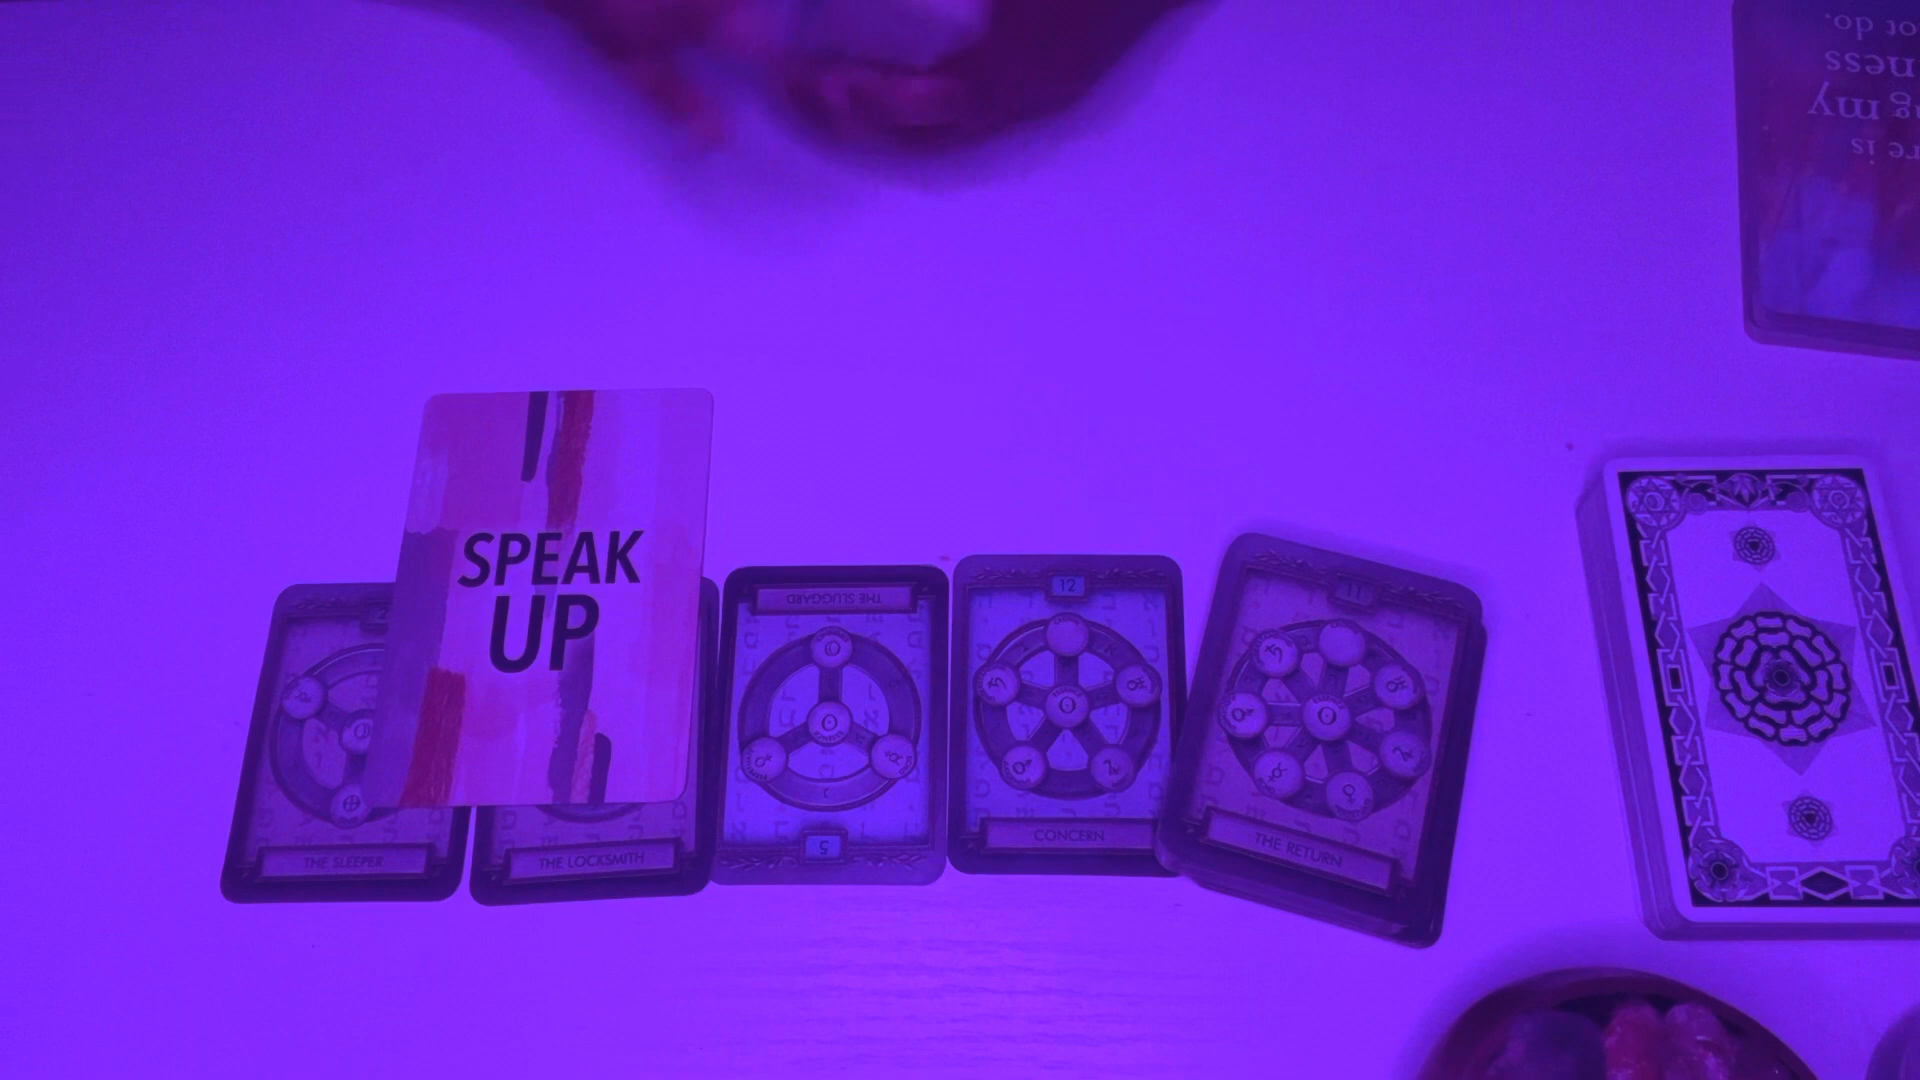 ot do.
ness
g my
re is
SPEAK
UP
THE SLEEPER
THE LOCKSMITH
THE SLUGGARD
5
12
CONCERN
11
THE RETURN